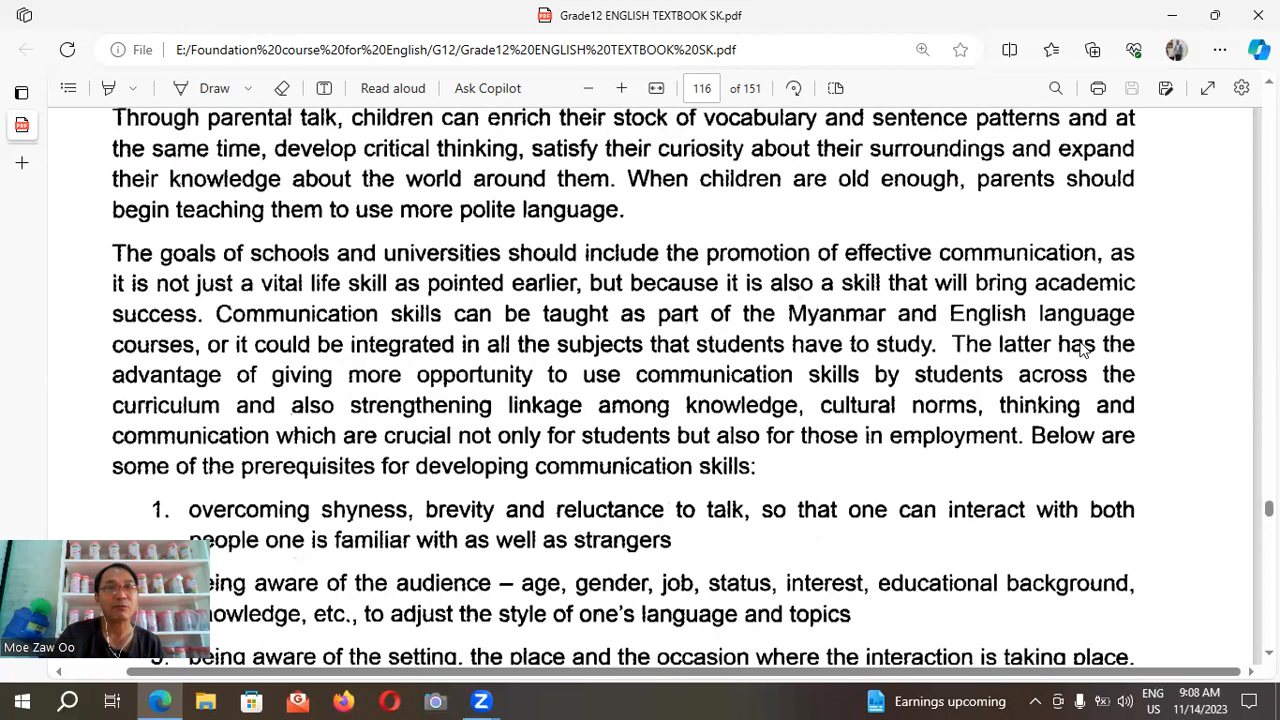 Grade12 ENGLISH TEXTBOOK SK.pdf
File E:/Foundation%20course%20for%20English/G12/Grade12%20ENGLISH%20TEXTBOOK%20SK.pdf
Draw Read aloud Ask Copilot 116 of 151
Through parental talk, children can enrich their stock of vocabulary and sentence patterns and at
the same time, develop critical thinking, satisfy their curiosity about their surroundings and expand
their knowledge about the world around them. When children are old enough, parents should
begin teaching them to use more polite language.
The goals of schools and universities should include the promotion of effective communication, as
it is not just a vital life skill as pointed earlier, but because it is also a skill that will bring academic
success. Communication skills can be taught as part of the Myanmar and English language
courses, or it could be integrated in all the subjects that students have to study. The latter has the
advantage of giving more opportunity to use communication skills by students across the
curriculum and also strengthening linkage among knowledge, cultural norms, thinking and
communication which are crucial not only for students but also for those in employment. Below are
some of the prerequisites for developing communication skills:
1. overcoming shyness, brevity and reluctance to talk, so that one can interact with both
people one is familiar with as well as strangers
being aware of the audience – age, gender, job, status, interest, educational background,
knowledge, etc., to adjust the style of one's language and topics
3. being aware of the setting, the place and the occasion where the interaction is taking place,
Moe Zaw Oo
Earnings upcoming
ENG
US
9:08 AM
11/14/2023